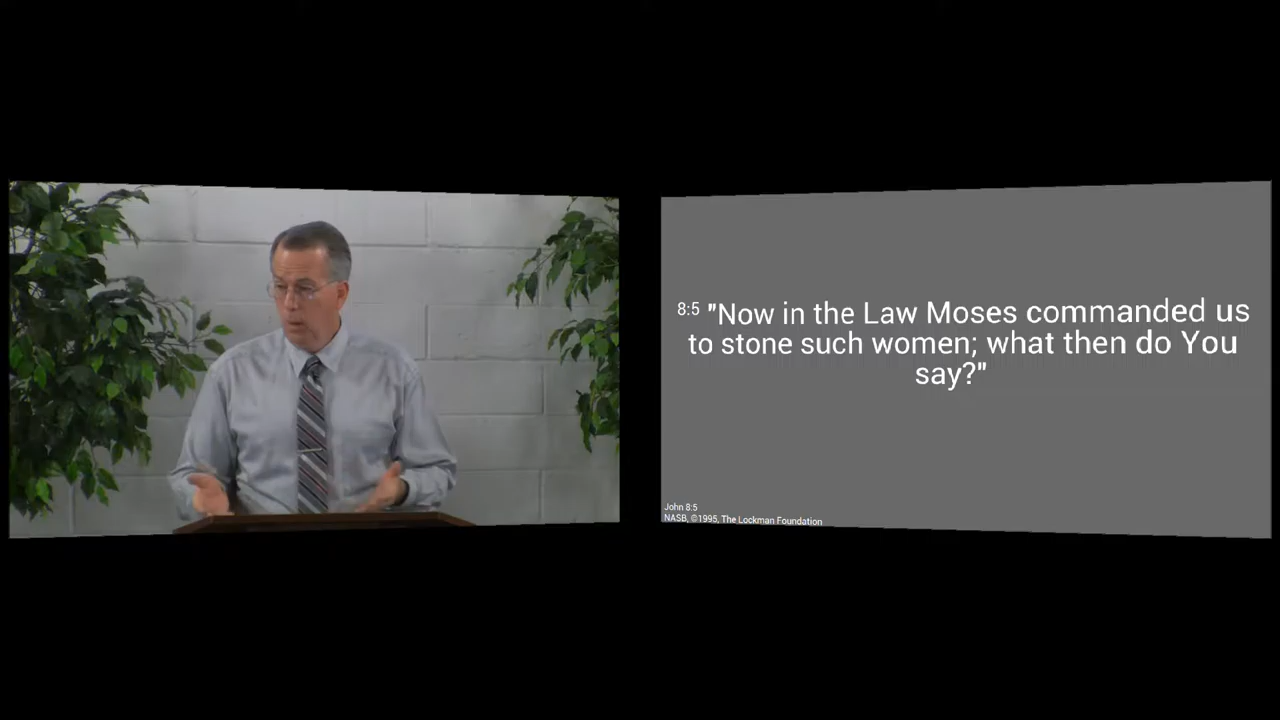 8:5 "Now in the Law Moses commanded us
to stone such women; what then do You
say?"
John 8:5
NASB, ©1995, The Lockman Foundation